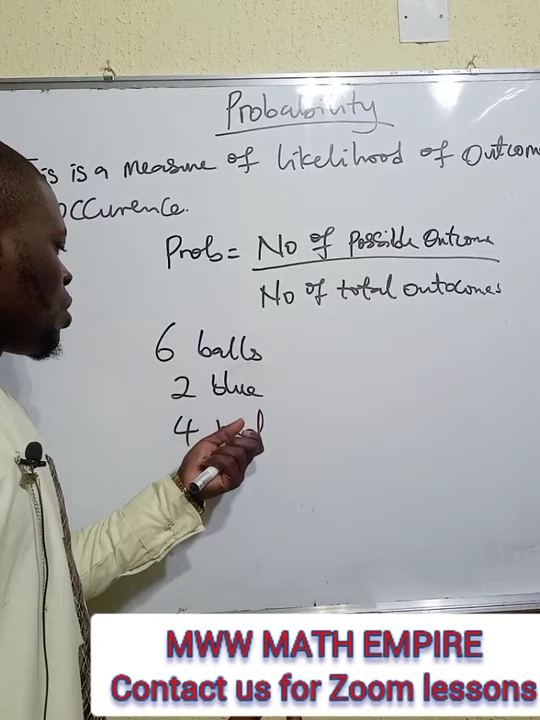 Probability
is is a measure of likelihood of Outcom
occurence.
Prob = No of possible Outcome
No of total outcomes
6 balls
2 blue
4
MWW MATH EMPIRE
Contact us for Zoom lessons